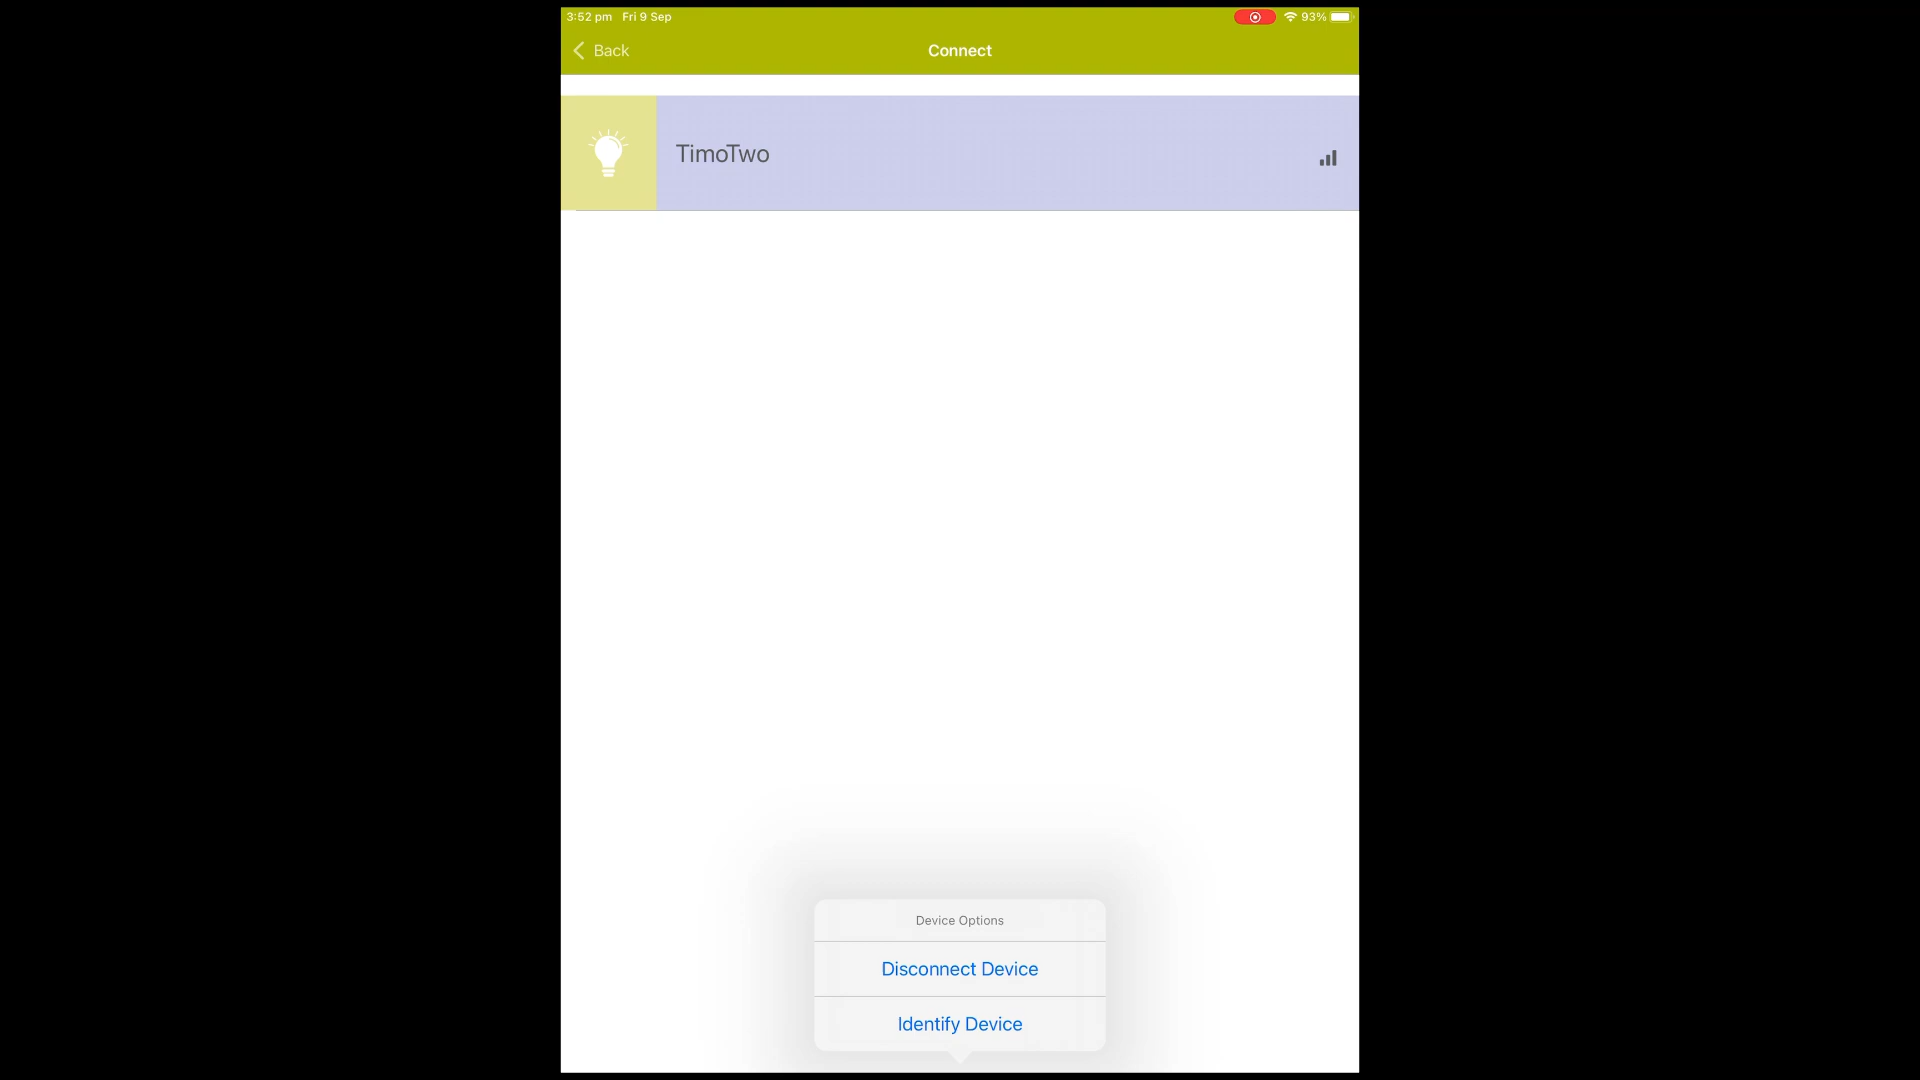 3:52 pm Fri 9 Sep 93%
Back Connect
TimoTwo
Device Options
Disconnect Device
Identify Device